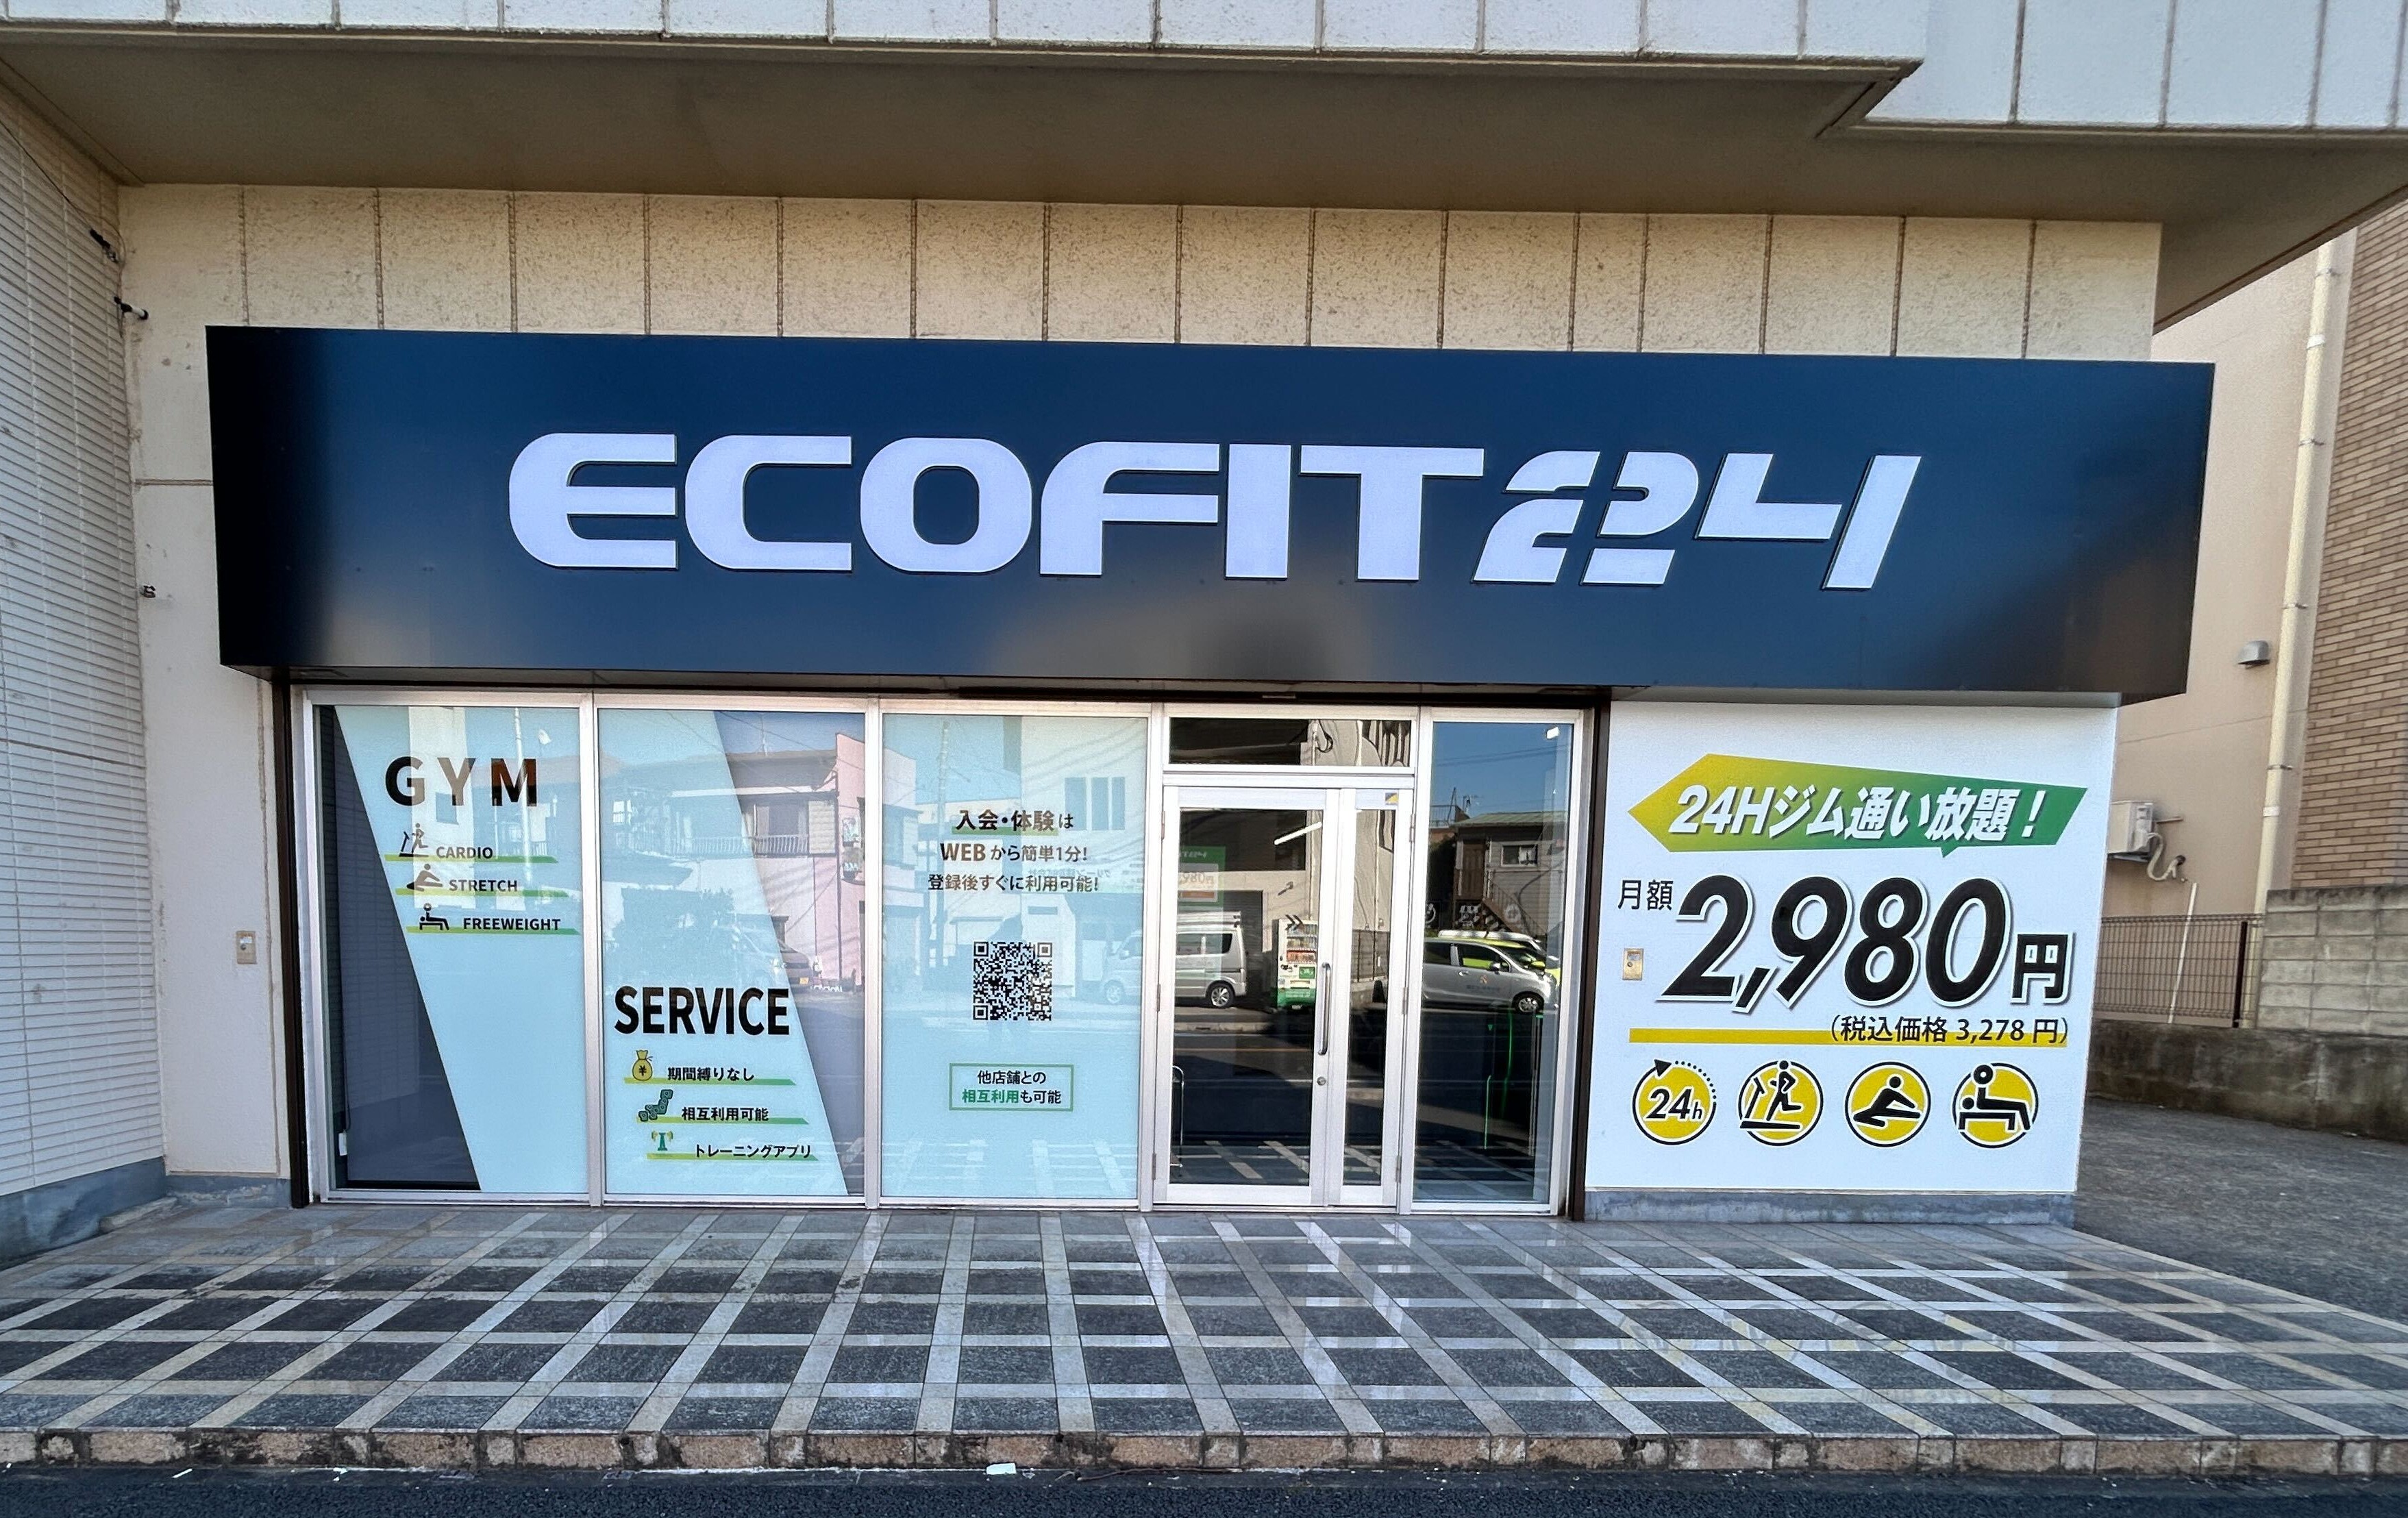 ECOFIT24
GYM
CARDIO
STRETCH
FREEWEIGHT
SERVICE
¥
期間縛りなし
相互利用可能
トレーニングアプリ
入会・体験は
WEBから簡単1分!
登録後すぐに利用可能!
他店舗との
相互利用も可能
24Hジム通い放題!
月額2,980円
(税込価格 3,278 円)
24h